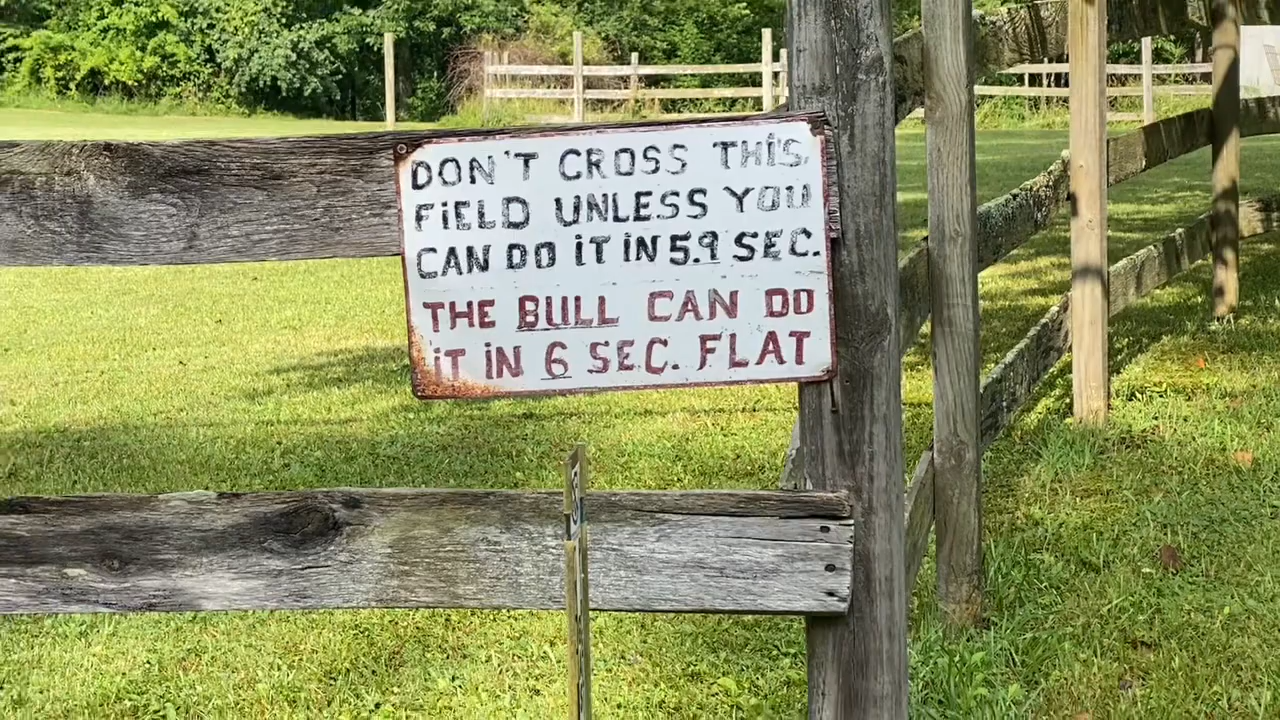 DON'T CROSS THiS.
FiELD UNLESS YOU
CAN DO iT iN 5.9 SEC.
THE BULL CAN DO
iT iN 6 SEC. FLAT